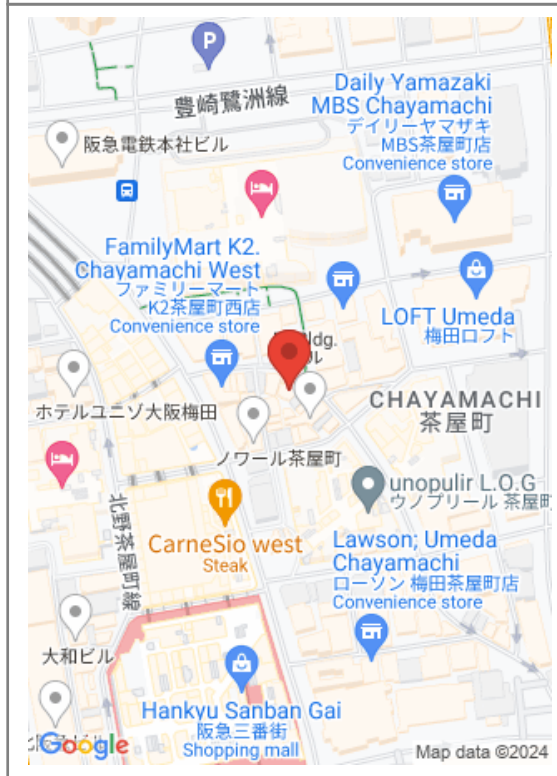 P
豊崎鷺洲線
Daily Yamazaki
MBS Chayamachi
デイリーヤマザキ
MBS茶屋町店
Convenience store
阪急電鉄本社ビル
FamilyMart K2.
Chayamachi West
ファミリーマート
K2茶屋町西店
Convenience store
LOFT Umeda
梅田ロフト
ldg.
ル
ホテルユニゾ大阪梅田
CHAYAMACHI
茶屋町
ノワール茶屋町
unopulir L.O.G
ウノプリール 茶屋町
北野茶屋町線
CarneSio west
Steak
Lawson; Umeda
Chayamachi
ローソン 梅田茶屋町店
Convenience store
大和ビル
Hankyu Sanban Gai
阪急三番街
Shopping mall
Google
Map data ©2024